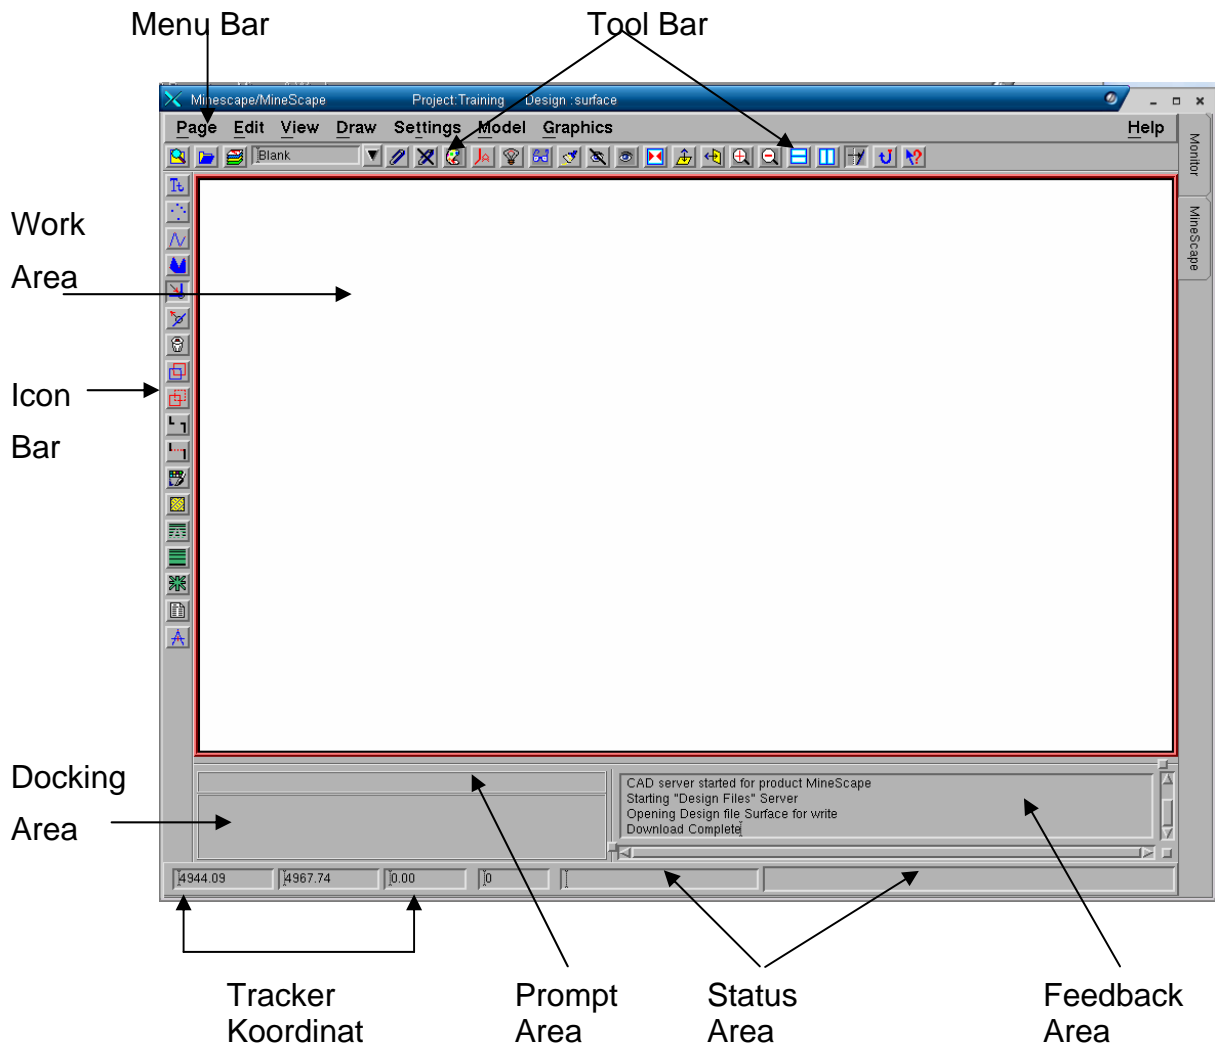 Menu Bar
Tool Bar
Minescape/MineScape Project:Training Design :surface
Page Edit View Draw Settings Model Graphics Help
Blank
Monitor
MineScape
Work
Area
Icon
Bar
Docking
Area
CAD server started for product MineScape
Starting "Design Files" Server
Opening Design file Surface for write
Download Complete
4944.09 4967.74 0.00 0
Tracker
Koordinat
Prompt
Area
Status
Area
Feedback
Area